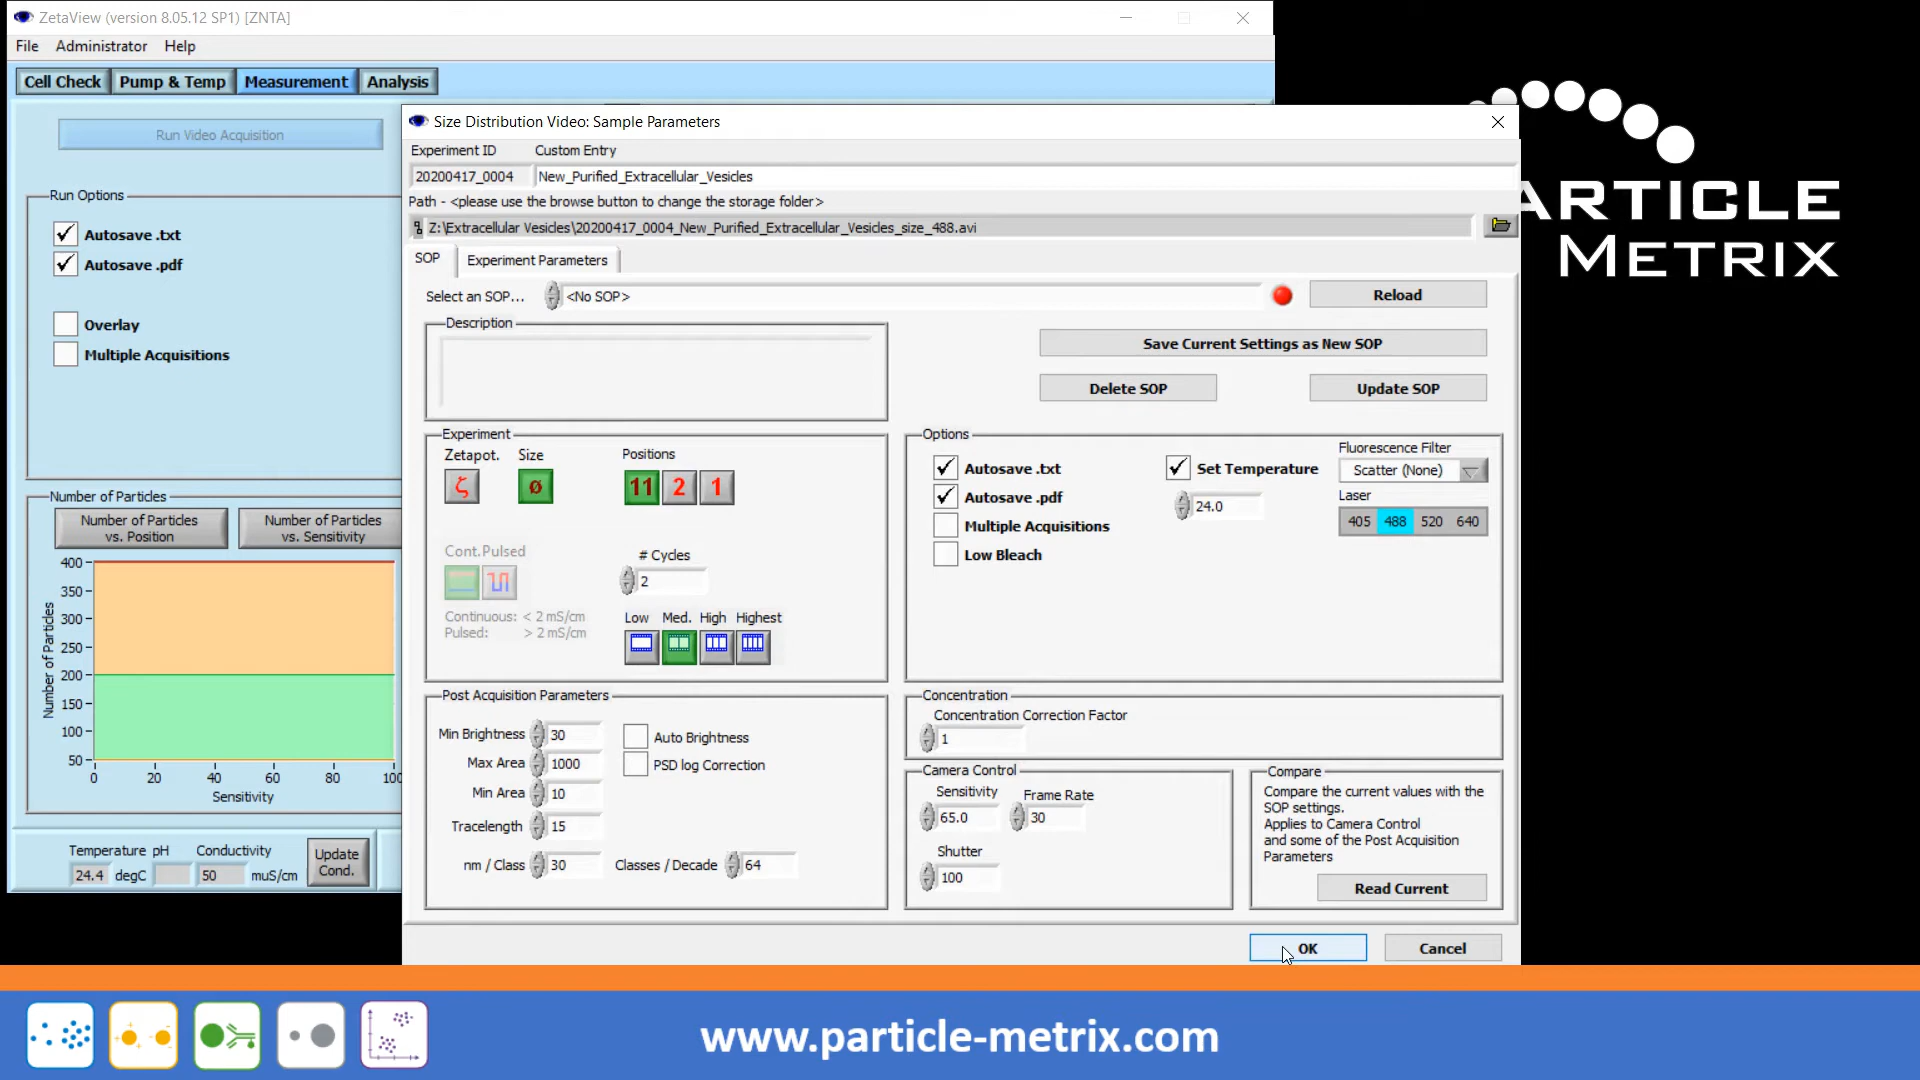 ZetaView (version 8.05.12 SP1) [ZNTA]
File Administrator Help
Cell Check Pump & Temp Measurement Analysis
Run Video Acquisition
Run Options
Autosave .txt
Autosave .pdf
Overlay
Multiple Acquisitions
Number of Particles
Number of Particles
vs. Position
Number of Particles
vs. Sensitivity
400
350
300
250
200
150
100
50
Number of Particles
0 20 40 60 80 100
Sensitivity
Temperature pH Conductivity
24.4 degC 50 muS/cm
Update
Cond.
Size Distribution Video: Sample Parameters
Experiment ID Custom Entry
20200417_0004 New_Purified_Extracellular_Vesicles
Path - <please use the browse button to change the storage folder>
Z:\Extracellular Vesicles\20200417_0004_New_Purified_Extracellular_Vesicles_size_488.avi
SOP Experiment Parameters
Select an SOP... <No SOP> Reload
Description
Save Current Settings as New SOP
Delete SOP Update SOP
Experiment
Zetapot. Size Positions
ζ ø 11 2 1
Cont. Pulsed
# Cycles
2
Continuous: < 2 mS/cm
Pulsed: > 2 mS/cm
Low Med. High Highest
Options
Autosave .txt
Autosave .pdf
Multiple Acquisitions
Low Bleach
Set Temperature
24.0
Fluorescence Filter
Scatter (None)
Laser
405 488 520 640
Post Acquisition Parameters
Min Brightness 30
Max Area 1000
Min Area 10
Tracelength 15
nm / Class 30
Auto Brightness
PSD log Correction
Classes / Decade 64
Concentration
Concentration Correction Factor
1
Camera Control
Sensitivity Frame Rate
65.0 30
Shutter
100
Compare
Compare the current values with the
SOP settings.
Applies to Camera Control
and some of the Post Acquisition
Parameters
Read Current
OK Cancel
ARTICLE
METRIX
www.particle-metrix.com